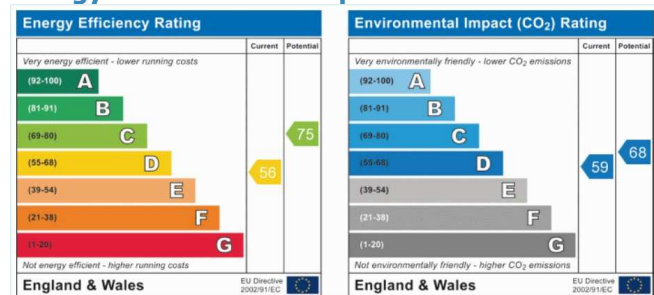 Energy Efficiency Rating
Current Potential
Very energy efficient - lower running costs
(92-100) A
(81-91) B
(69-80) C
75
(55-68) D
56
(39-54) E
(21-38) F
(1-20) G
Not energy efficient - higher running costs
England & Wales
EU Directive
2002/91/EC
Environmental Impact (CO₂) Rating
Current Potential
Very environmentally friendly - lower CO₂ emissions
(92-100) A
(81-91) B
(69-80) C
(55-68) D
59
68
(39-54) E
(21-38) F
(1-20) G
Not environmentally friendly - higher CO₂ emissions
England & Wales
EU Directive
2002/91/EC